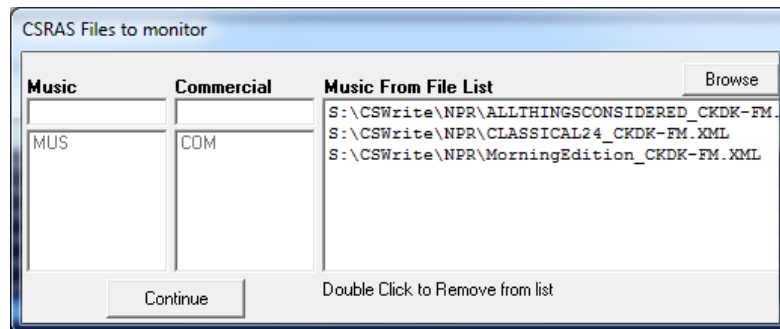 CSRAS Files to monitor
Music Commercial Music From File List Browse
MUS COM S:\CSWrite\NPR\ALLTHINGSCONSIDERED_CKDK-FM.
S:\CSWrite\NPR\CLASSICAL24_CKDK-FM.XML
S:\CSWrite\NPR\MorningEdition_CKDK-FM.XML
Continue Double Click to Remove from list